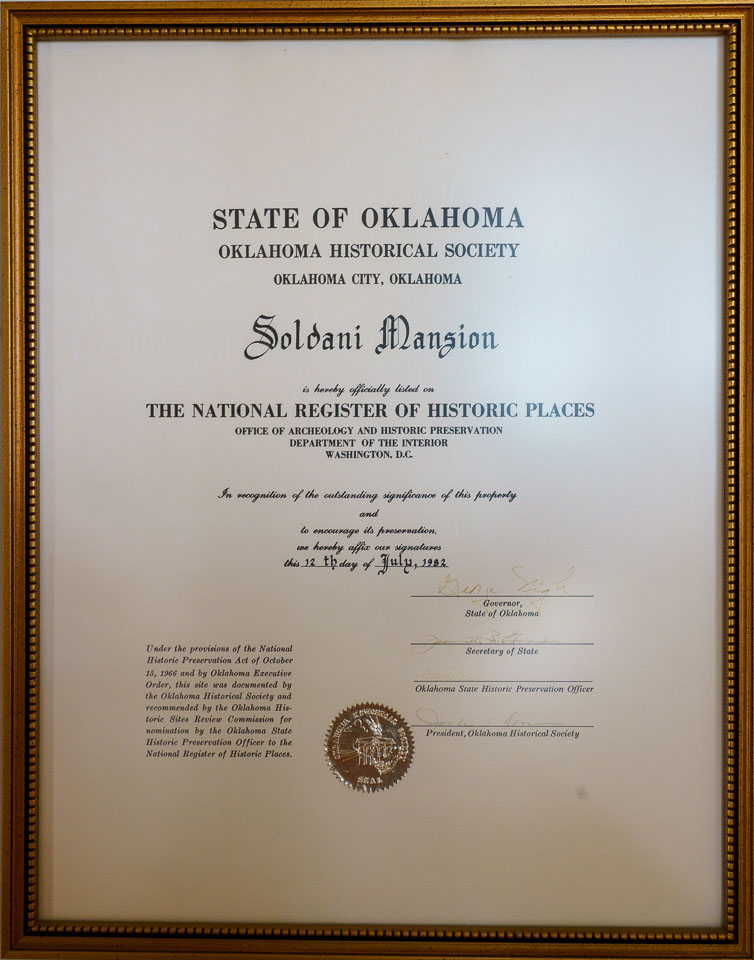 STATE OF OKLAHOMA
OKLAHOMA HISTORICAL SOCIETY
OKLAHOMA CITY, OKLAHOMA
Soldani Mansion
is hereby officially listed on
THE NATIONAL REGISTER OF HISTORIC PLACES
OFFICE OF ARCHEOLOGY AND HISTORIC PRESERVATION
DEPARTMENT OF THE INTERIOR
WASHINGTON, D.C.
In recognition of the outstanding significance of this property
and
to encourage its preservation,
we hereby affix our signatures
this 12 th day of July, 1982
George Nigh
Governor,
State of Oklahoma
Secretary of State
Oklahoma State Historic Preservation Officer
President, Oklahoma Historical Society
Under the provisions of the National
Historic Preservation Act of October
15, 1966 and by Oklahoma Executive
Order, this site was documented by
the Oklahoma Historical Society and
recommended by the Oklahoma His-
toric Sites Review Commission for
nomination by the Oklahoma State
Historic Preservation Officer to the
National Register of Historic Places.
OKLAHOMA HISTORICAL SOCIETY
SEAL